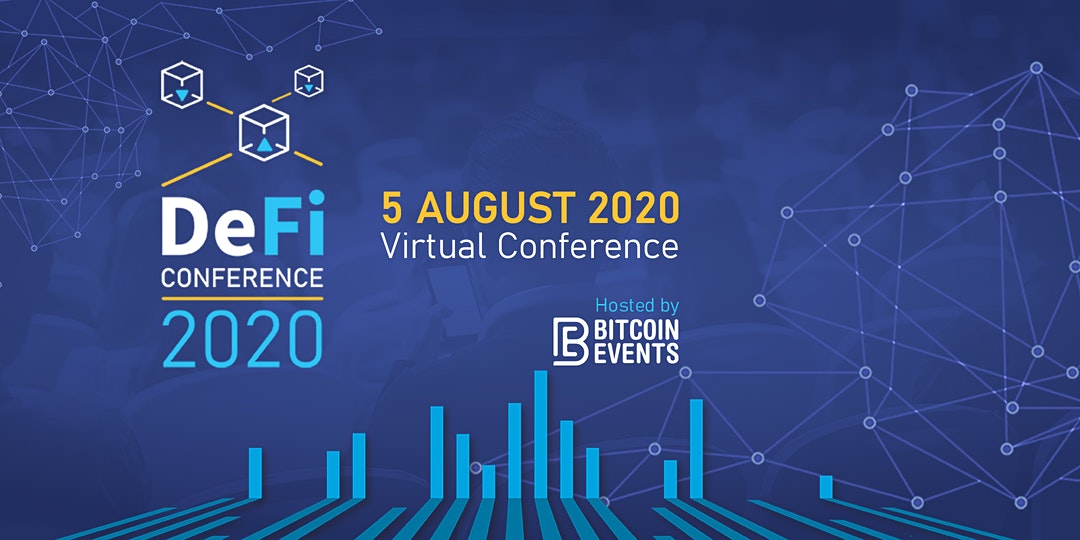 DeFi
CONFERENCE
2020
5 AUGUST 2020
Virtual Conference
Hosted by
BITCOIN
EVENTS